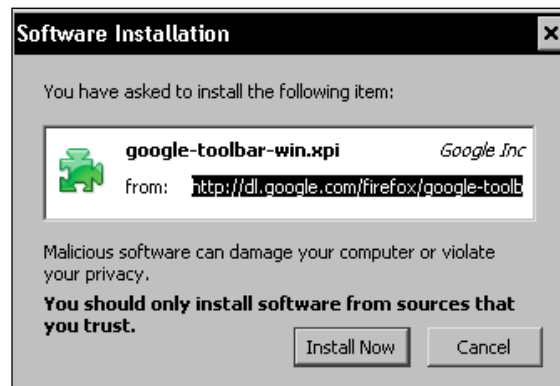 Software Installation
You have asked to install the following item:
google-toolbar-win.xpi Google Inc
from: http://dl.google.com/firefox/google-toolb
Malicious software can damage your computer or violate
your privacy.
You should only install software from sources that
you trust.
Install Now Cancel